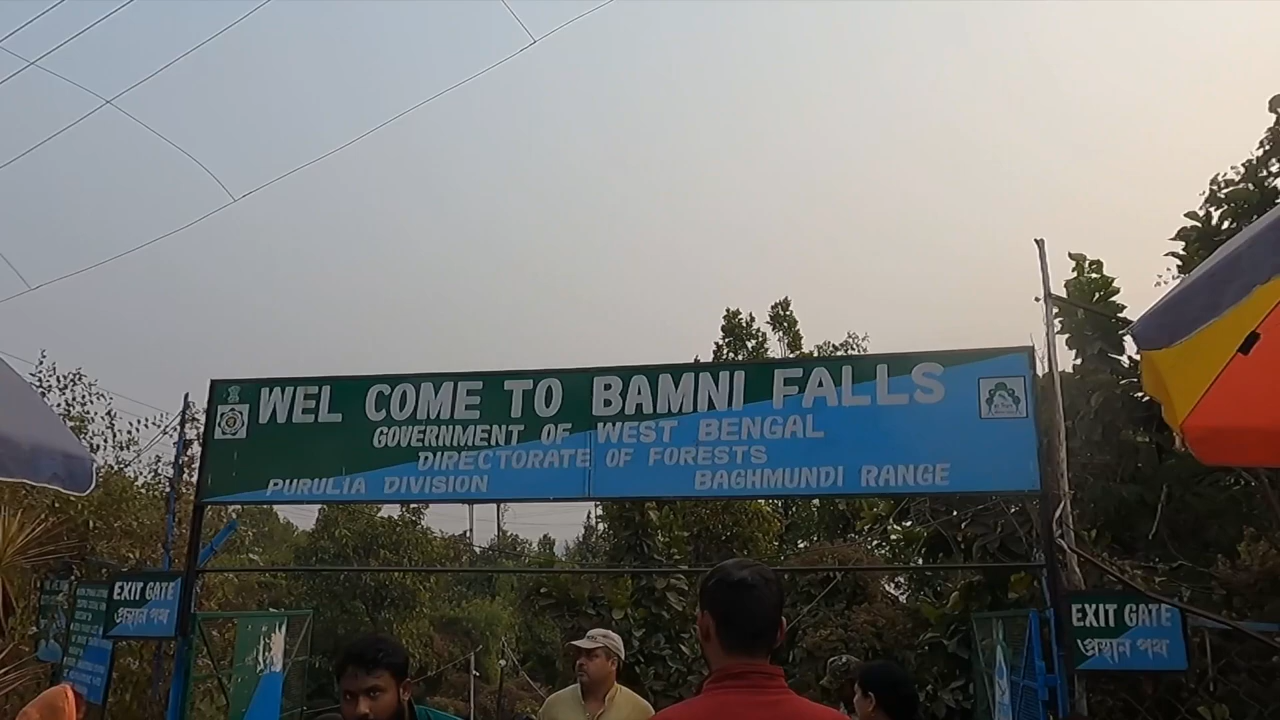 WEL COME TO BAMNI FALLS
GOVERNMENT OF WEST BENGAL
DIRECTORATE OF FORESTS
PURULIA DIVISION
BAGHMUNDI RANGE
EXIT GATE
প্রস্থান পথ
EXIT GATE
প্রস্থান পথ